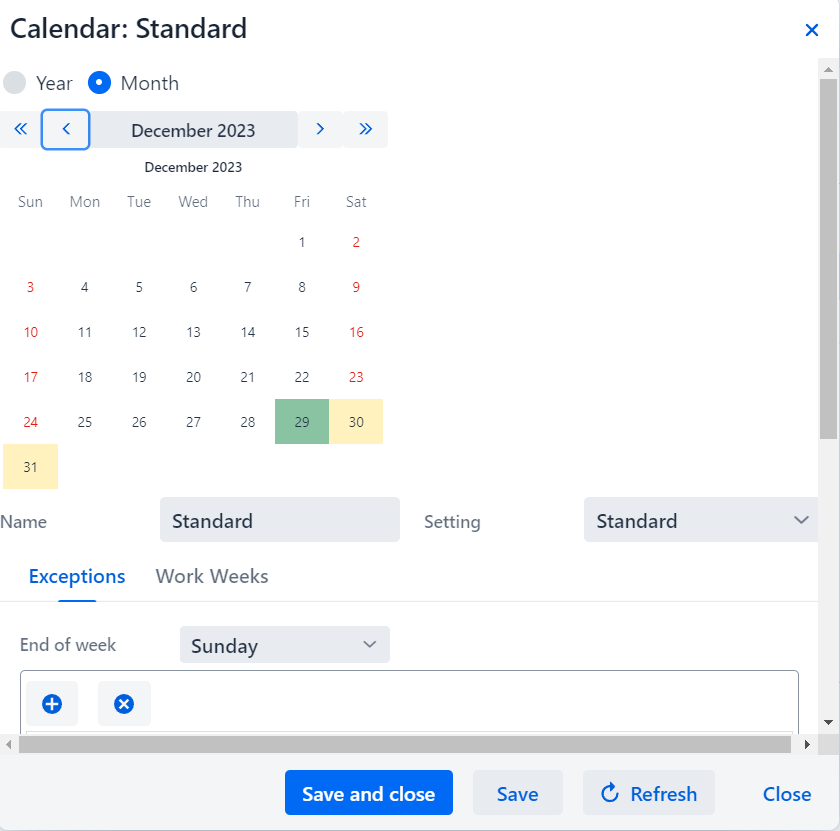 Calendar: Standard
Year Month
December 2023
December 2023
Sun Mon Tue Wed Thu Fri Sat
1 2
3 4 5 6 7 8 9
10 11 12 13 14 15 16
17 18 19 20 21 22 23
24 25 26 27 28 29 30
31
Name Standard Setting Standard
Exceptions Work Weeks
End of week Sunday
Save and close Save Refresh Close